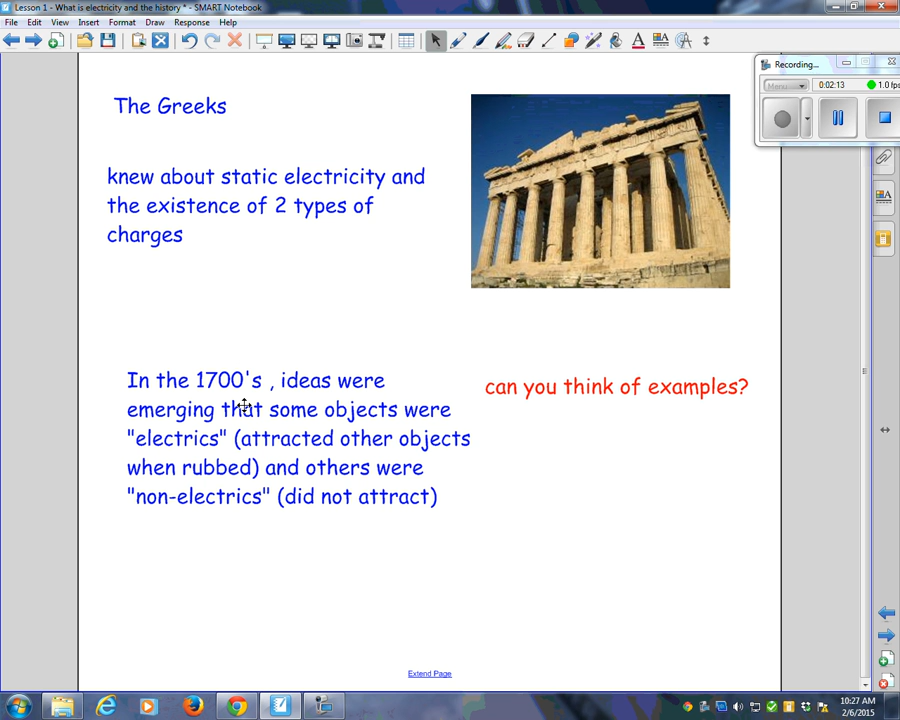 Lesson 1 - What is electricity and the history * - SMART Notebook
File Edit View Insert Format Draw Response Help
Recording...
Menu 0:02:13 1.0 fps
The Greeks
knew about static electricity and
the existence of 2 types of
charges
In the 1700's , ideas were
emerging that some objects were
"electrics" (attracted other objects
when rubbed) and others were
"non-electrics" (did not attract)
can you think of examples?
Extend Page
10:27 AM
2/6/2015